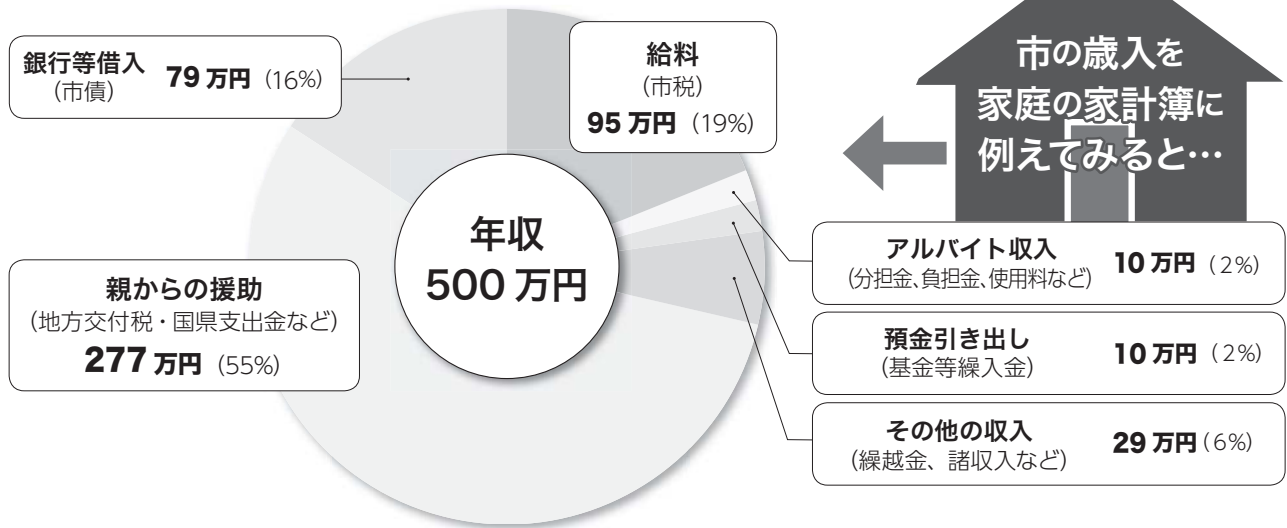 市の歳入を
家庭の家計簿に
例えてみると…
年収
500 万円
給料
(市税)
95 万円 (19%)
アルバイト収入
(分担金、負担金、使用料など)
10 万円 (2%)
預金引き出し
(基金等繰入金)
10 万円 (2%)
その他の収入
(繰越金、諸収入など)
29 万円 (6%)
親からの援助
(地方交付税・国県支出金など)
277 万円 (55%)
銀行等借入
(市債)
79 万円 (16%)